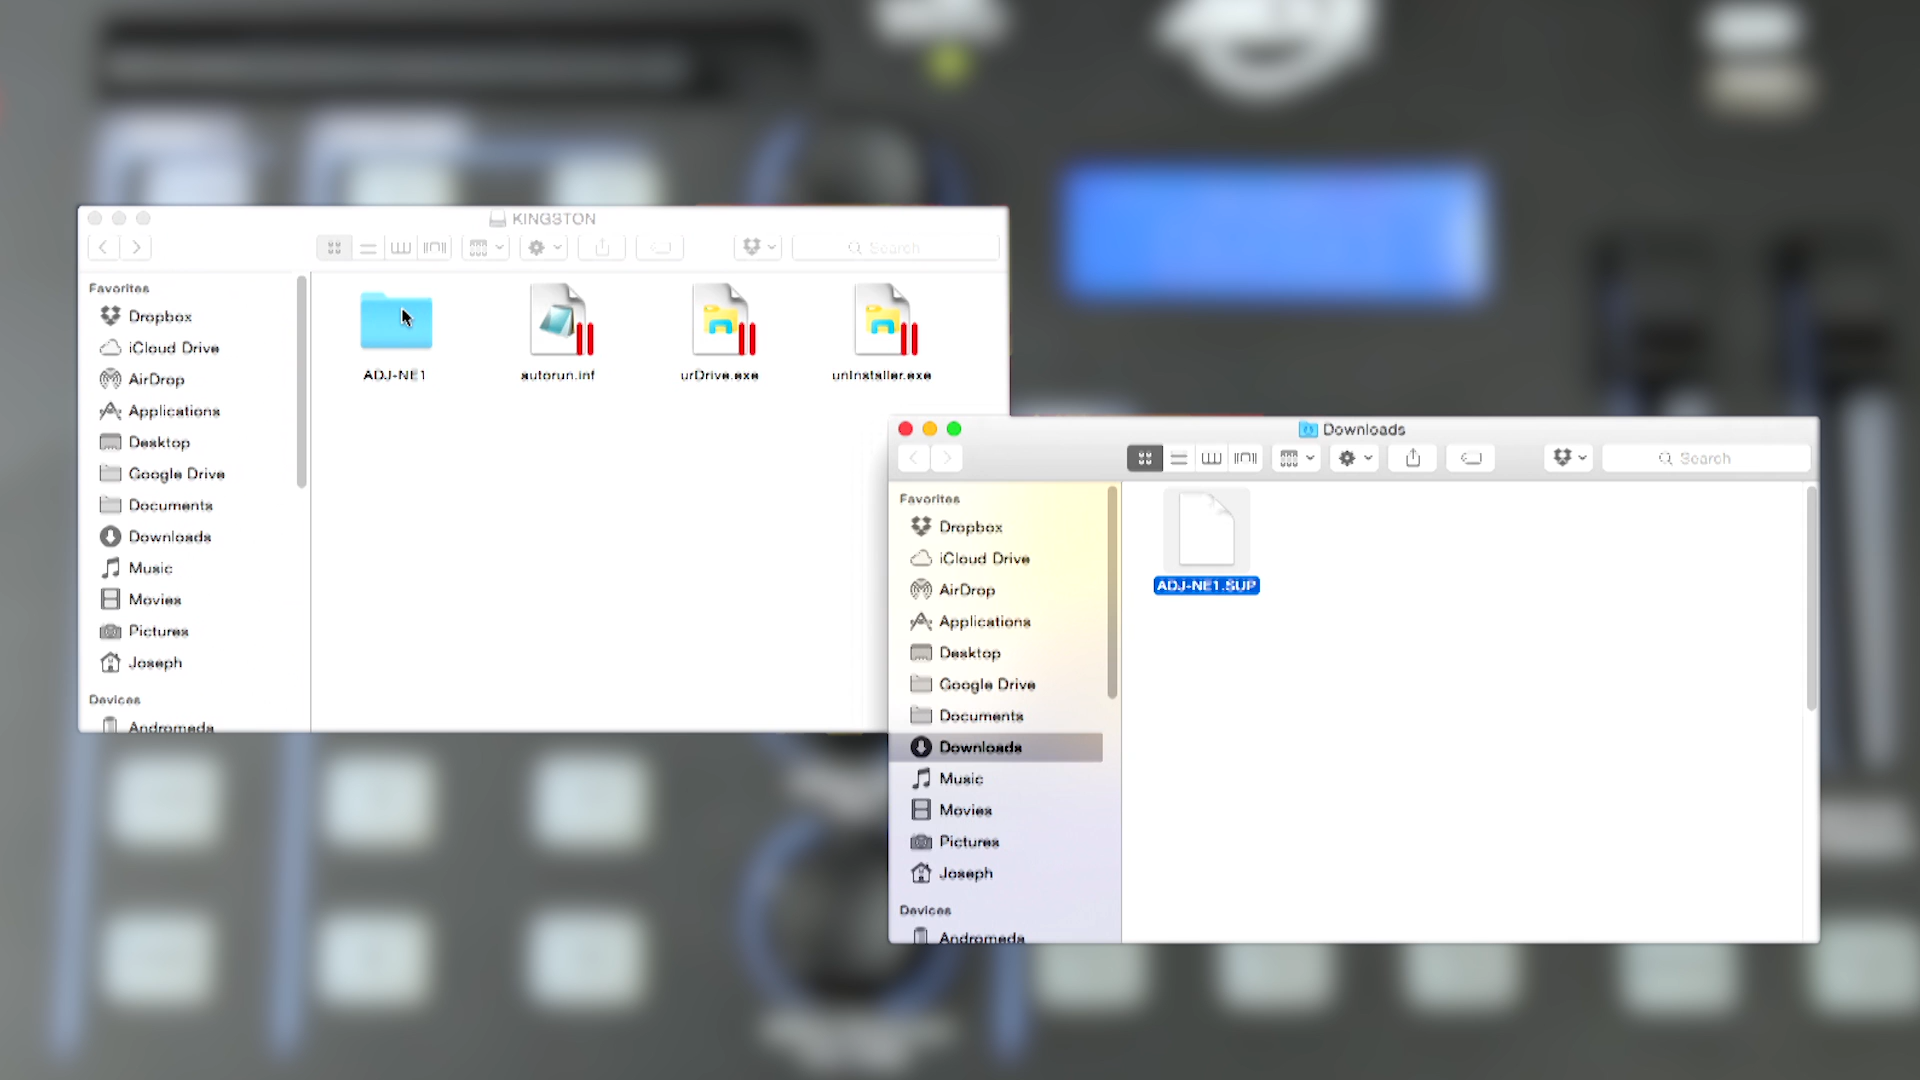 KINGSTON
Search
Favorites
Dropbox
iCloud Drive
AirDrop
Applications
Desktop
Google Drive
Documents
Downloads
Music
Movies
Pictures
Joseph
Devices
Andromeda
ADJ-NE1
autorun.inf
urDrive.exe
unInstaller.exe
Downloads
Search
Favorites
Dropbox
iCloud Drive
AirDrop
Applications
Desktop
Google Drive
Documents
Downloads
Music
Movies
Pictures
Joseph
Devices
Andromeda
ADJ-NE1.SUP